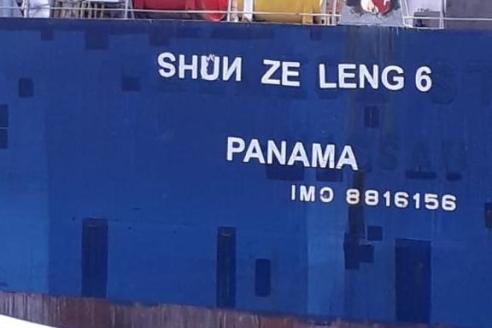 SHUN ZE LENG 6
PANAMA
IMO 8816156